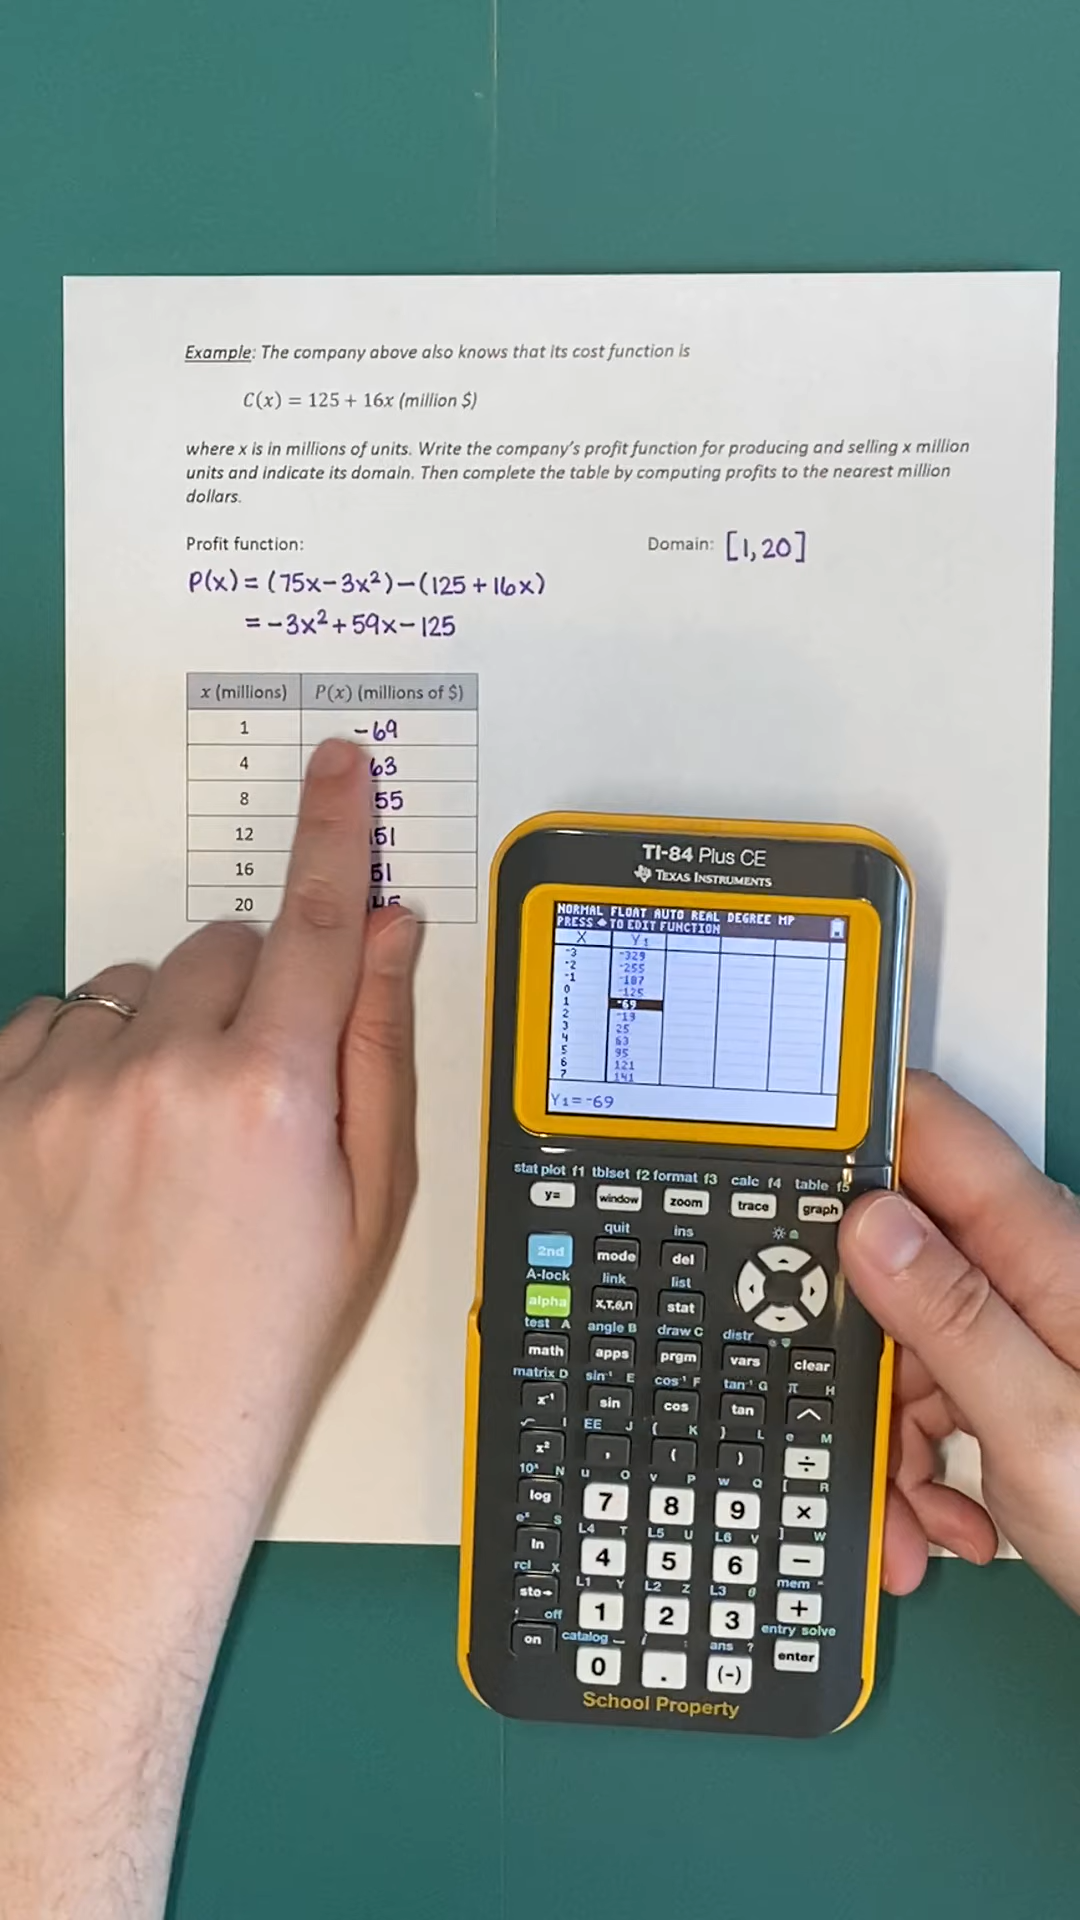 Example: The company above also knows that its cost function is
C(x) = 125 + 16x (million $)
where x is in millions of units. Write the company's profit function for producing and selling x million
units and indicate its domain. Then complete the table by computing profits to the nearest million
dollars.
Profit function:
Domain: [1,20]
P(x) = (75x-3x²)-(125+16x)
= -3x²+59x-125
x (millions) P(x) (millions of $)
1 -69
4 63
8 55
12 151
16 51
20
TI-84 Plus CE
TEXAS INSTRUMENTS
NORMAL FLOAT AUTO REAL DEGREE MP
PRESS + TO EDIT FUNCTION
X Y1
-3 -329
-2 -255
-1 -187
0 -125
1 -69
2 -19
3 25
4 63
5 95
6 121
7 141
Y1=-69
stat plot f1 tblset f2 format f3 calc f4 table f5
y= window zoom trace graph
quit ins
2nd mode del
A-lock link list
alpha X,T,θ,n stat
test A angle B draw C distr
math apps prgm vars clear
matrix D sin⁻¹ E cos⁻¹ F tan⁻¹ G π H
x⁻¹ sin cos tan ^
√ I EE J { K } L e M
x² , ( ) ÷
10ˣ N u O v P w Q [ R
log 7 8 9 ×
eˣ S L4 T L5 U L6 V ] W
ln 4 5 6 −
rcl X L1 Y L2 Z L3 θ mem "
sto→ 1 2 3 +
off catalog i : ans ? entry solve
on 0 . (-) enter
School Property